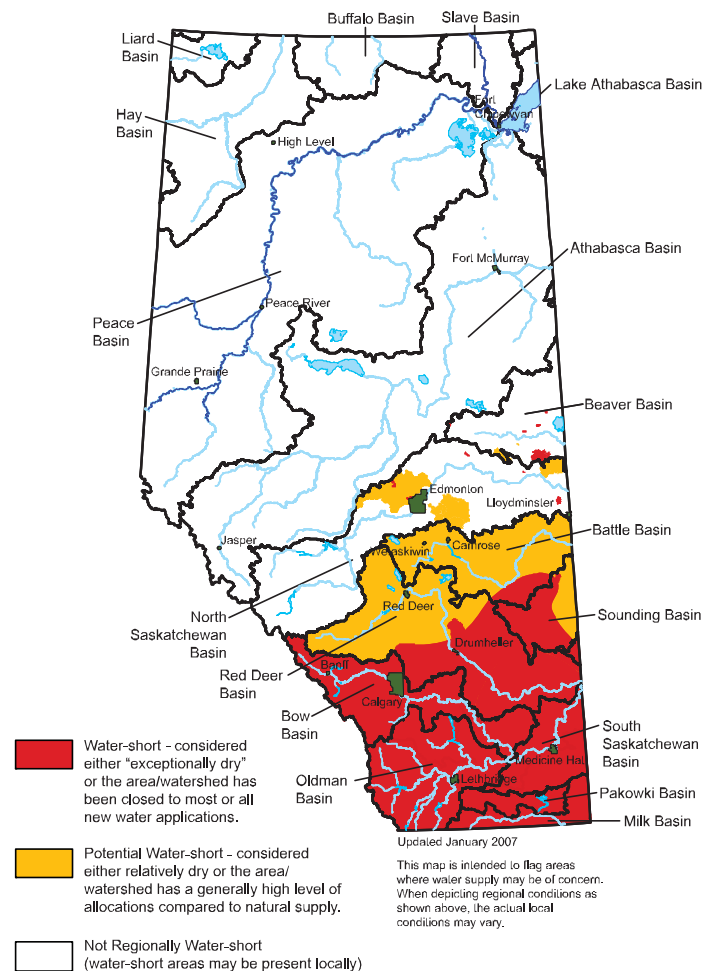 Buffalo Basin
Slave Basin
Liard
Basin
Lake Athabasca Basin
Fort
Chipewyan
Hay
Basin
High Level
Athabasca Basin
Fort McMurray
Peace River
Peace
Basin
Grande Prairie
Beaver Basin
Edmonton
Lloydminster
Battle Basin
Jasper
Wetaskiwin
Camrose
North
Saskatchewan
Basin
Red Deer
Sounding Basin
Drumheller
Red Deer
Basin
Banff
Bow
Basin
Calgary
South
Saskatchewan
Basin
Medicine Hat
Oldman
Basin
Lethbridge
Pakowki Basin
Milk Basin
Water-short - considered
either “exceptionally dry”
or the area/watershed has
been closed to most or all
new water applications.
Potential Water-short - considered
either relatively dry or the area/
watershed has a generally high level of
allocations compared to natural supply.
Not Regionally Water-short
(water-short areas may be present locally)
Updated January 2007
This map is intended to flag areas
where water supply may be of concern.
When depicting regional conditions as
shown above, the actual local
conditions may vary.